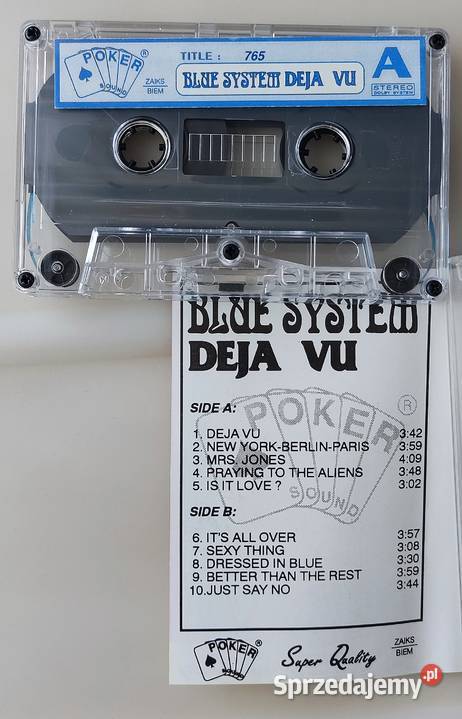 POKER ®
SOUND
ZAIKS
BIEM
TITLE : 765
BLUE SYSTEM DEJA VU
A
STEREO
DOLBY SYSTEM
BLUE SYSTEM
DEJA VU
POKER ®
SOUND
SIDE A:
1. DEJA VU 3:42
2. NEW YORK-BERLIN-PARIS 3:59
3. MRS. JONES 4:09
4. PRAYING TO THE ALIENS 3:48
5. IS IT LOVE ? 3:02
SIDE B:
6. IT'S ALL OVER 3:57
7. SEXY THING 3:08
8. DRESSED IN BLUE 3:30
9. BETTER THAN THE REST 3:59
10.JUST SAY NO 3:44
POKER ®
SOUND
Super Quality
ZAIKS
BIEM
Sprzedajemy.pl